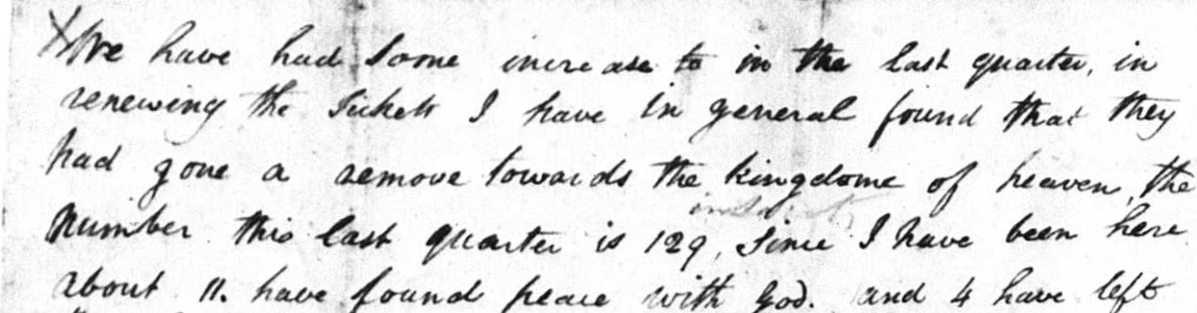 We have had some increase to in the last quarter, in
renewing the Tickets I have in general found that they
had gone a remove towards the kingdome of heaven, the
Number this last quarter is 129, Since I have been here
about 11. have found peace with God. and 4 have left